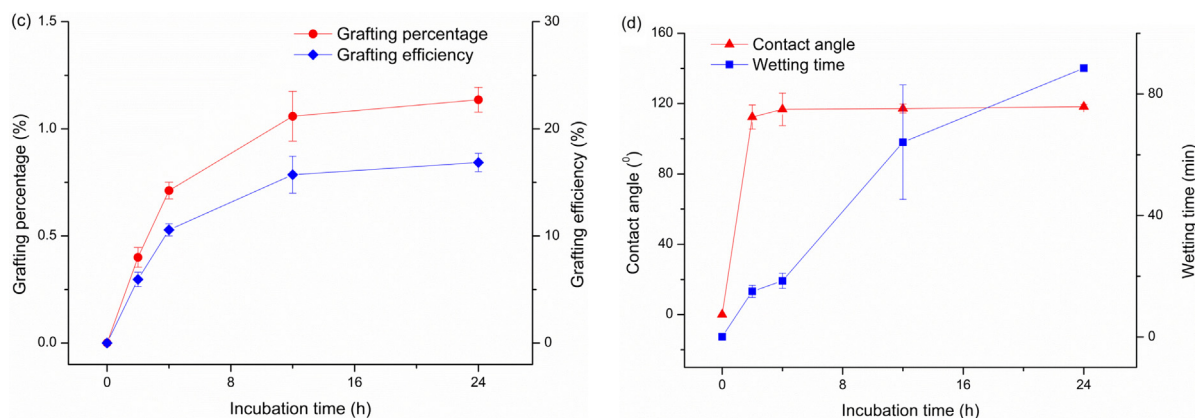 (c)
1.5
1.0
0.5
0.0
Grafting percentage (%)
30
20
10
0
Grafting efficiency (%)
Grafting percentage
Grafting efficiency
0
8
16
24
Incubation time (h)
(d)
160
120
80
40
0
Contact angle (⁰)
80
40
0
Wetting time (min)
Contact angle
Wetting time
0
8
16
24
Incubation time (h)